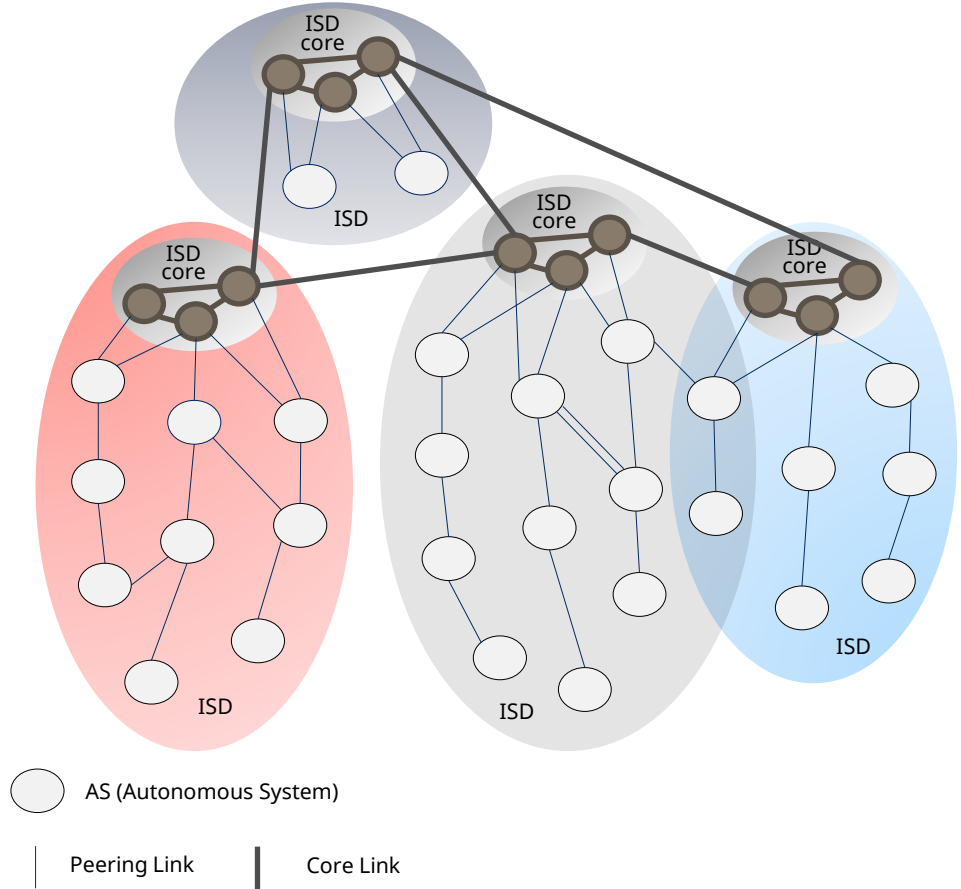 ISD
core
ISD
ISD
core
ISD
core
ISD
core
ISD
ISD
ISD
AS (Autonomous System)
Peering Link
Core Link